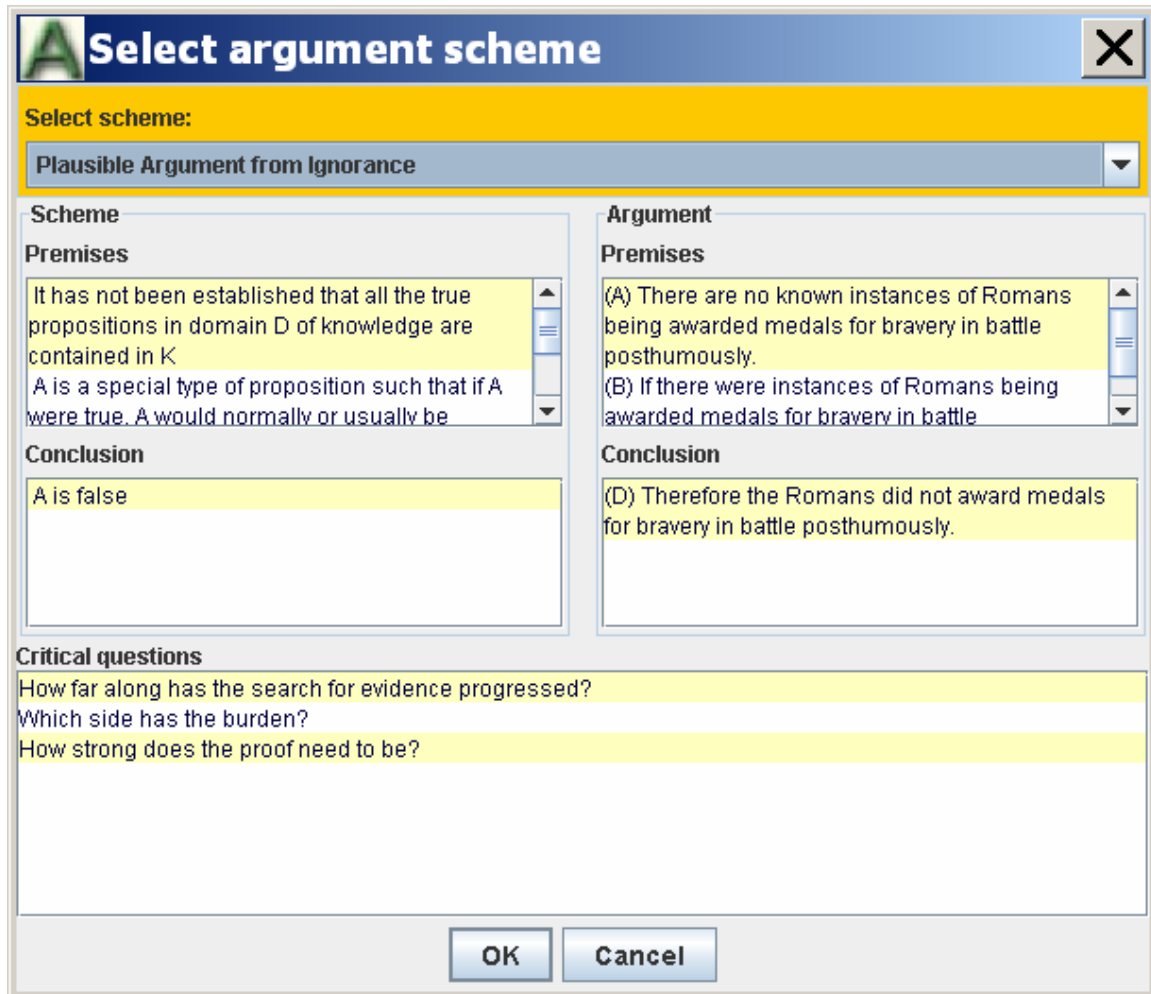 A Select argument scheme
Select scheme:
Plausible Argument from Ignorance
Scheme
Premises
It has not been established that all the true
propositions in domain D of knowledge are
contained in K
A is a special type of proposition such that if A
were true, A would normally or usually be
Conclusion
A is false
Argument
Premises
(A) There are no known instances of Romans
being awarded medals for bravery in battle
posthumously.
(B) If there were instances of Romans being
awarded medals for bravery in battle
Conclusion
(D) Therefore the Romans did not award medals
for bravery in battle posthumously.
Critical questions
How far along has the search for evidence progressed?
Which side has the burden?
How strong does the proof need to be?
OK
Cancel